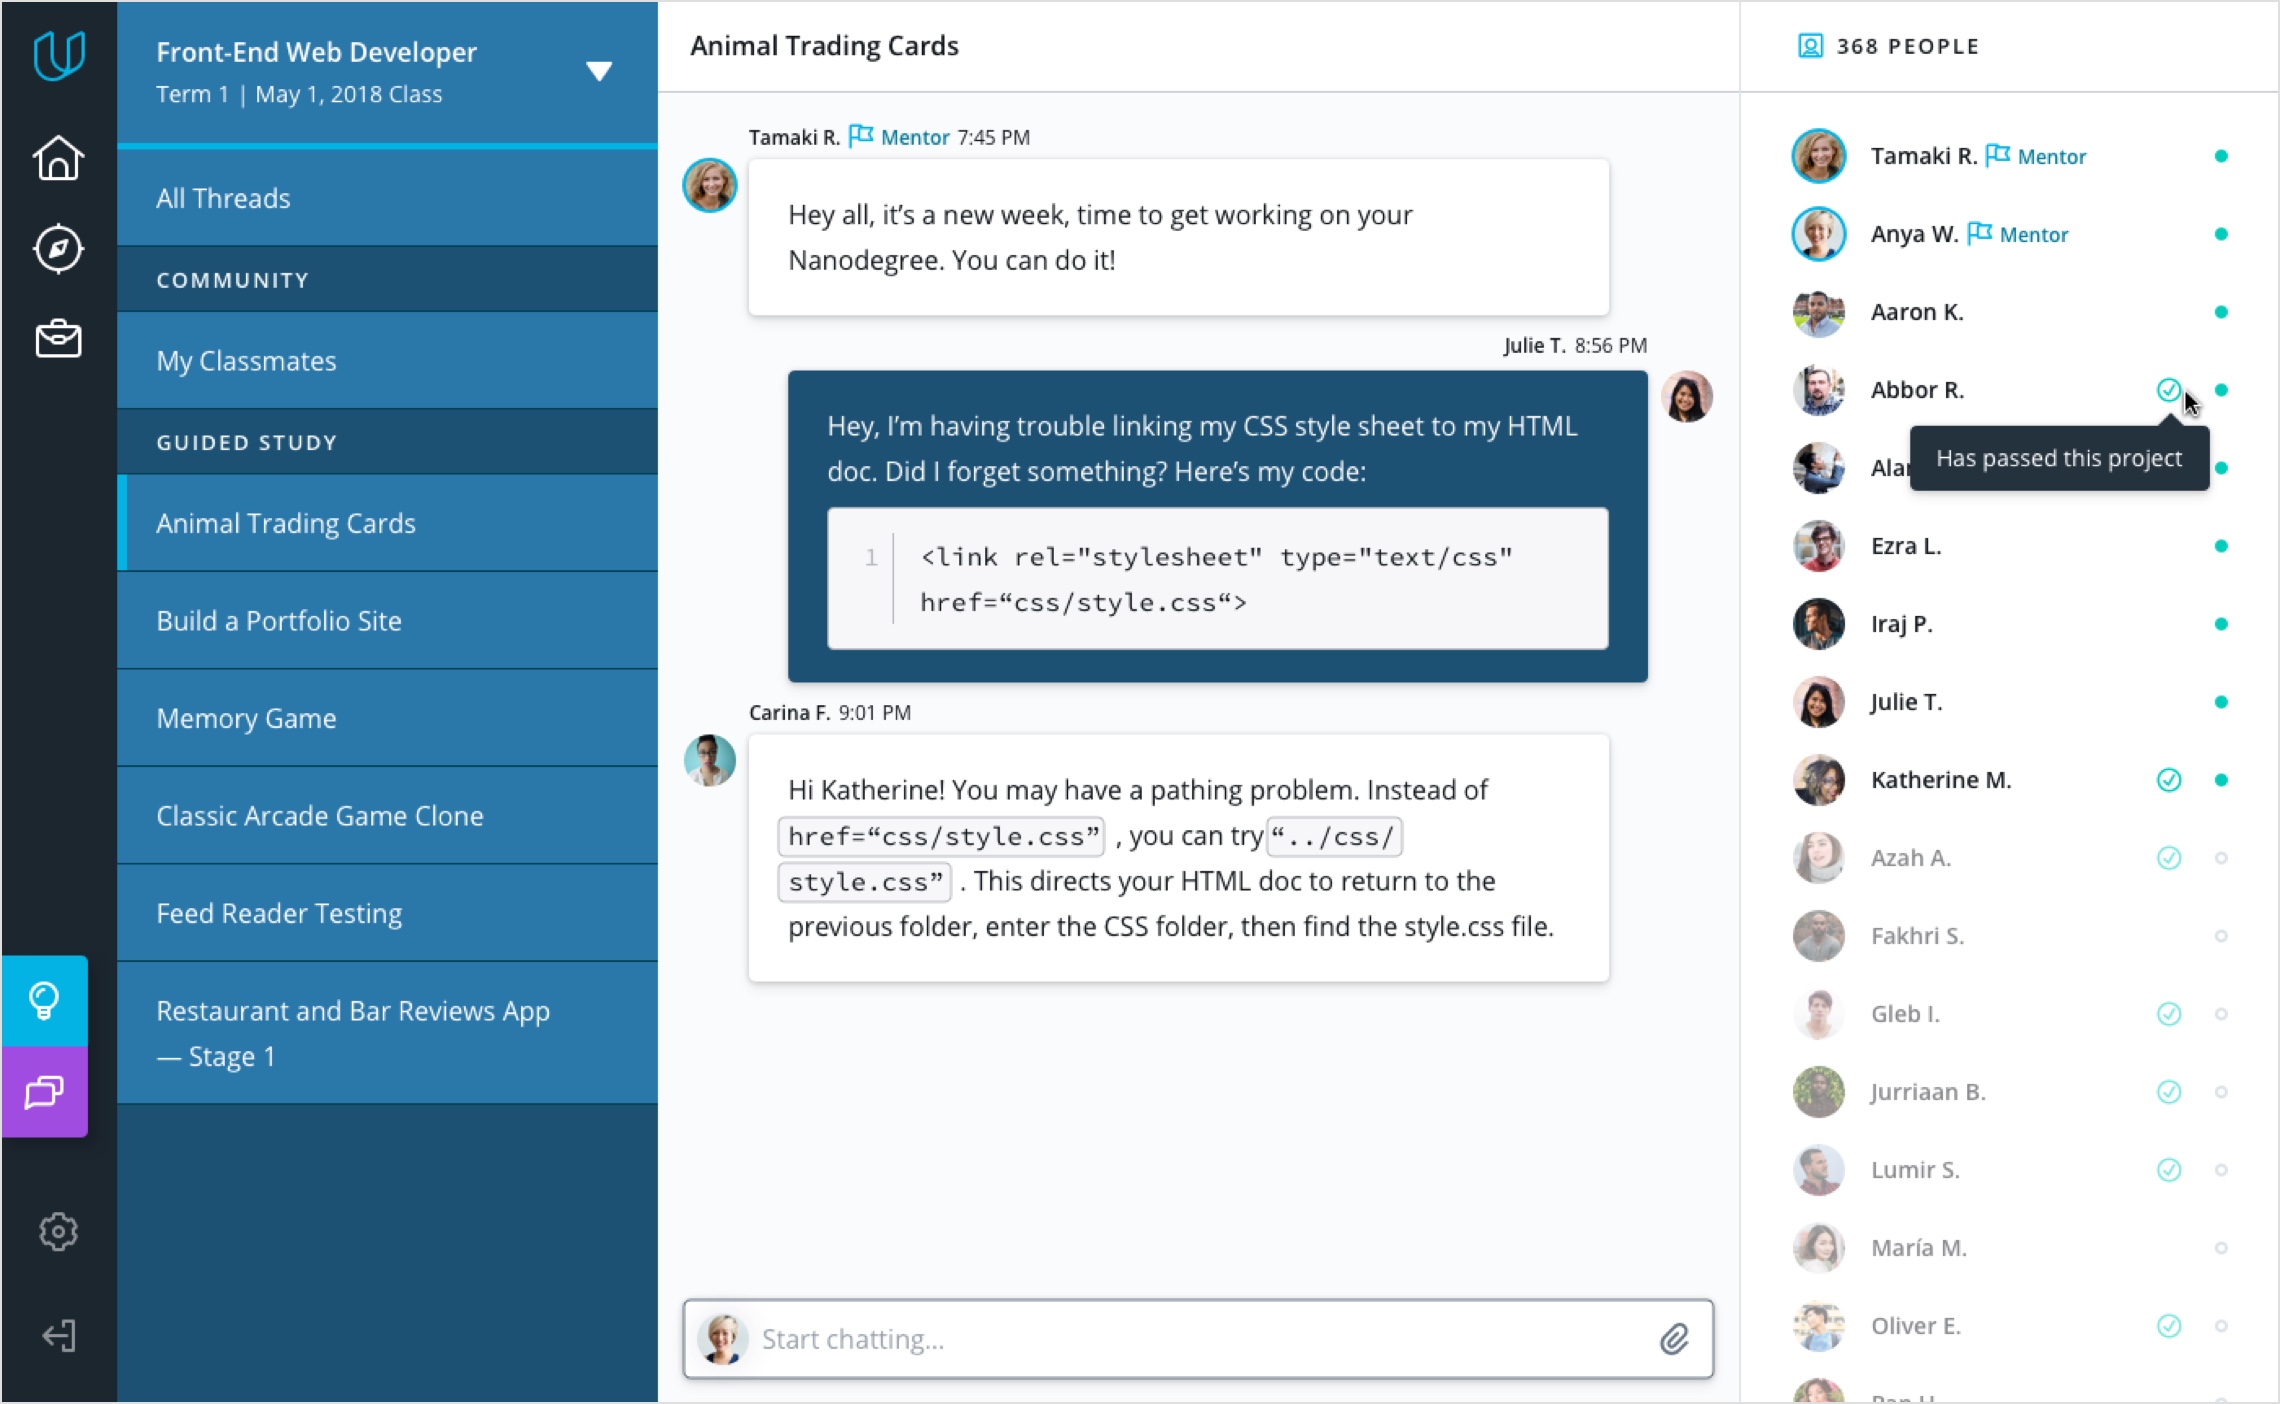 Front-End Web Developer
Term 1 | May 1, 2018 Class
All Threads
COMMUNITY
My Classmates
GUIDED STUDY
Animal Trading Cards
Build a Portfolio Site
Memory Game
Classic Arcade Game Clone
Feed Reader Testing
Restaurant and Bar Reviews App
— Stage 1
Animal Trading Cards
Tamaki R. Mentor 7:45 PM
Hey all, it’s a new week, time to get working on your
Nanodegree. You can do it!
Julie T. 8:56 PM
Hey, I’m having trouble linking my CSS style sheet to my HTML
doc. Did I forget something? Here’s my code:
1 <link rel="stylesheet" type="text/css"
href=“css/style.css“>
Carina F. 9:01 PM
Hi Katherine! You may have a pathing problem. Instead of
href=“css/style.css” , you can try “../css/
style.css” . This directs your HTML doc to return to the
previous folder, enter the CSS folder, then find the style.css file.
Start chatting...
368 PEOPLE
Tamaki R. Mentor
Anya W. Mentor
Aaron K.
Abbor R.
Has passed this project
Ezra L.
Iraj P.
Julie T.
Katherine M.
Azah A.
Fakhri S.
Gleb I.
Jurriaan B.
Lumir S.
María M.
Oliver E.